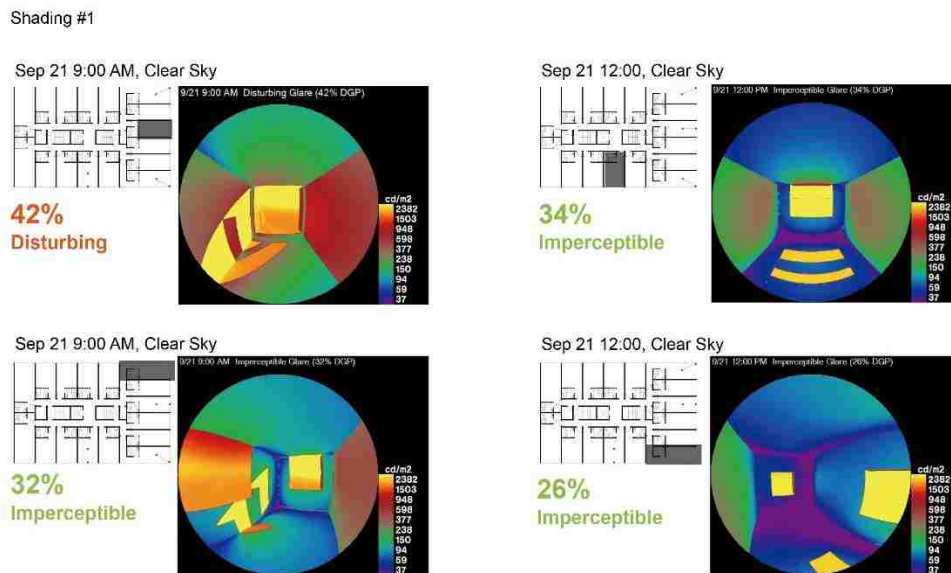 Shading #1
Sep 21 9:00 AM, Clear Sky
9/21 9:00 AM Disturbing Glare (42% DGP)
42%
Disturbing
cd/m2
2382
1503
948
598
377
238
150
94
59
37
Sep 21 12:00, Clear Sky
9/21 12:00 PM Imperceptible Glare (34% DGP)
34%
Imperceptible
cd/m2
2382
1503
948
598
377
238
150
94
59
37
Sep 21 9:00 AM, Clear Sky
9/21 9:00 AM Imperceptible Glare (32% DGP)
32%
Imperceptible
cd/m2
2382
1503
948
598
377
238
150
94
59
37
Sep 21 12:00, Clear Sky
9/21 12:00 PM Imperceptible Glare (26% DGP)
26%
Imperceptible
cd/m2
2382
1503
948
598
377
238
150
94
59
37